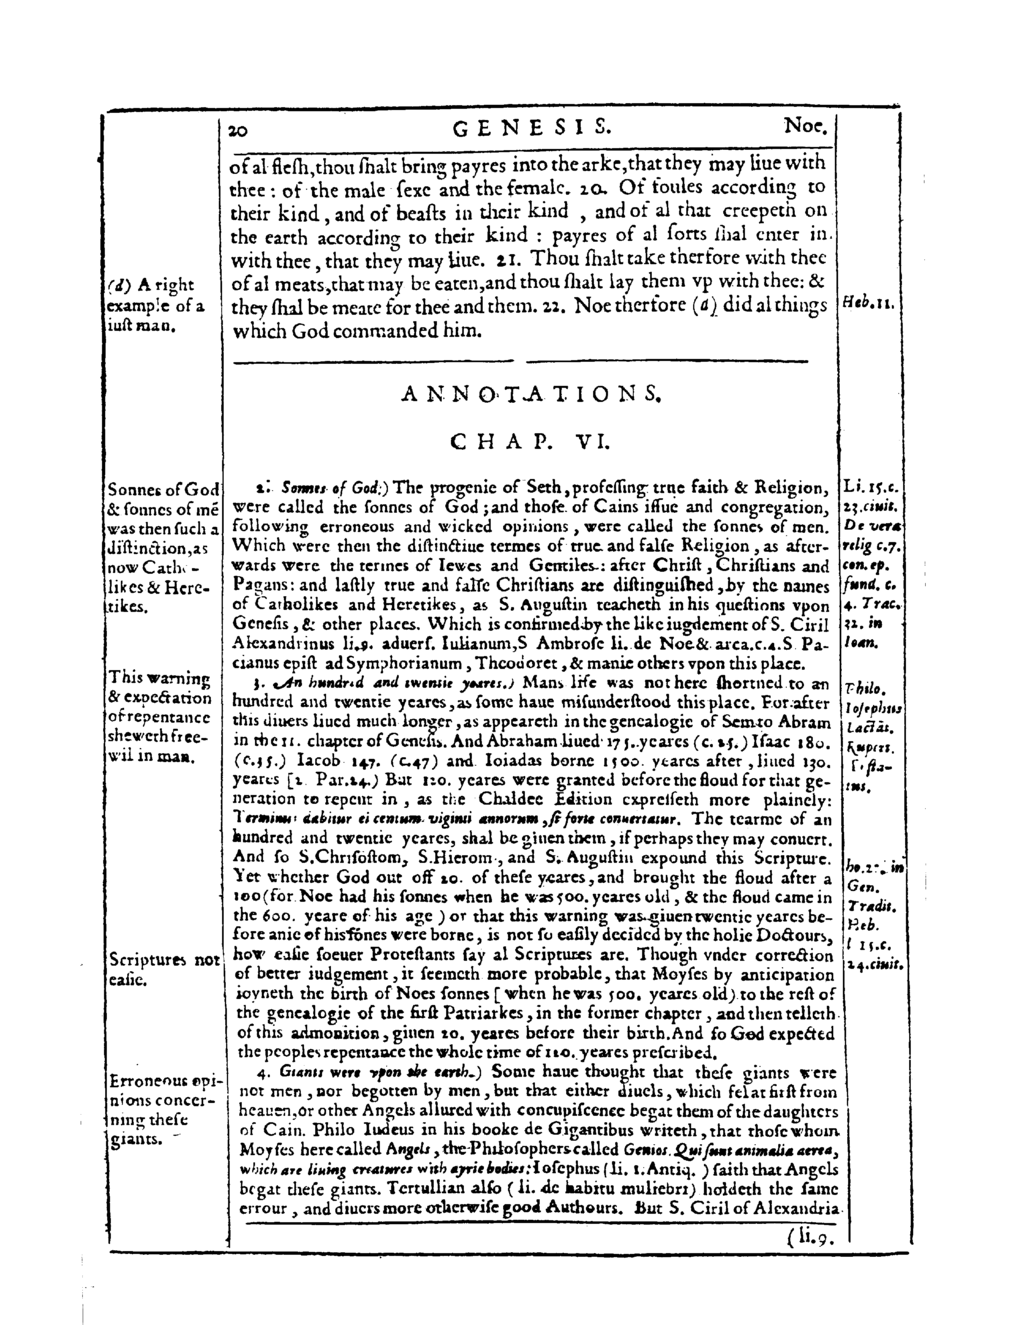 20 GENESIS. Noe.
of al flesh, thou shalt bring payres into the arke, that they may liue with
thee: of the male sexe and the female. 20. Of foules according to
their kind, and of beasts in their kind, and of al that creepeth on
the earth according to their kind: payres of al sorts shal enter in
with thee, that they may liue. 21. Thou shalt take therfore with thee
of al meats, that may be eaten, and thou shalt lay them vp with thee: &
they shal be meate for thee and them. 22. Noe therfore (d) did al things
which God commanded him.
(d) A right
example of a
iust man.
Heb. 11.
ANNOTATIONS.
CHAP. VI.
2. Sonnes of God.) The progenie of Seth, professing true faith & Religion,
were called the sonnes of God; and those of Cains issue and congregation,
following erroneous and wicked opinions, were called the sonnes of men.
Which were then the distinctiue termes of true and false Religion, as after-
wards were the termes of Iewes and Gentiles: after Christ, Christians and
Pagans: and lastly true and false Christians are distinguished, by the names
of Catholikes and Heretikes, as S. Augustin teacheth in his questions vpon
Genesis, & other places. Which is confirmed by the like iugdement of S. Ciril
Alexandrinus li. 9. aduers. Iulianum, S Ambrose li. de Noe & arca. c. 4. S. Pa-
cianus epist ad Symphorianum, Theodoret, & manie others vpon this place.
3. An hundred and twentie yeares.) Mans life was not here shortned to an
hundred and twentie yeares, as some haue misunderstood this place. For after
this diuers liued much longer, as appeareth in the genealogie of Sem to Abram
in the 11. chapter of Genesis. And Abraham liued 175. yeares (c. 25.) Isaac 180.
(c. 35.) Iacob 147. (c. 47) and Ioiadas borne 1500. yeares after, liued 130.
yeares [2 Par. 24.) But 120. yeares were granted before the floud for that ge-
neration to repent in, as the Chaldee Edition expresseth more plainely:
Terminus dabitur ei centum viginti annorum, si forte conuertatur. The tearme of an
hundred and twentie yeares, shal be giuen them, if perhaps they may conuert.
And so S. Chrisostom, S. Hierom, and S. Augustin expound this Scripture.
Yet whether God cut off 20. of these yeares, and brought the floud after a
100 (for Noe had his sonnes when he was 500. yeares old, & the floud came in
the 600. yeare of his age) or that this warning was giuen twentie yeares be-
fore anie of his sones were borne, is not so easily decided by the holie Doctours,
how easie soeuer Protestants say al Scriptures are. Though vnder correction
of better iudgement, it seemeth more probable, that Moyses by anticipation
ioyneth the birth of Noes sonnes [when he was 500. yeares old) to the rest of
the genealogie of the first Patriarkes, in the former chapter, and then telleth
of this admonition, giuen 20. yeares before their birth. And so God expected
the peoples repentance the whole time of 120. yeares prescribed.
4. Giants were vpon the earth.) Some haue thought that these giants were
not men, nor begotten by men, but that either diuels, which fel at first from
heauen, or other Angels allured with concupiscence begat them of the daughters
of Cain. Philo Iudeus in his booke de Gigantibus writeth, that those whom
Moyses here called Angels, the Philosophers called Genios. Qui sunt animalia aerea,
which are liuing creatures with ayrie bodies: Iosephus (li. 1. Antiq.) saith that Angels
begat these giants. Tertullian also (li. de habitu muliebri) holdeth the same
errour, and diuers more otherwise good Authours. But S. Ciril of Alexandria
(li. 9.
Sonnes of God
& sonnes of mē
was then such a
distinction, as
now Catho-
likes & Here-
tikes.
This warning
& expectation
of repentance
sheweth free-
wil in man.
Scriptures not
easie.
Erroneous opi-
nions concer-
ning these
giants.
Li. 15. c.
23. ciuit.
De vera
relig c. 7.
con. ep.
fund. c.
4. Trac.
32. in
Ioan.
Philo.
Iosephus
Lactāt.
Rupers.
in
Gen.
Tradit.
Heb.
l 15. c.
24. ciuit.